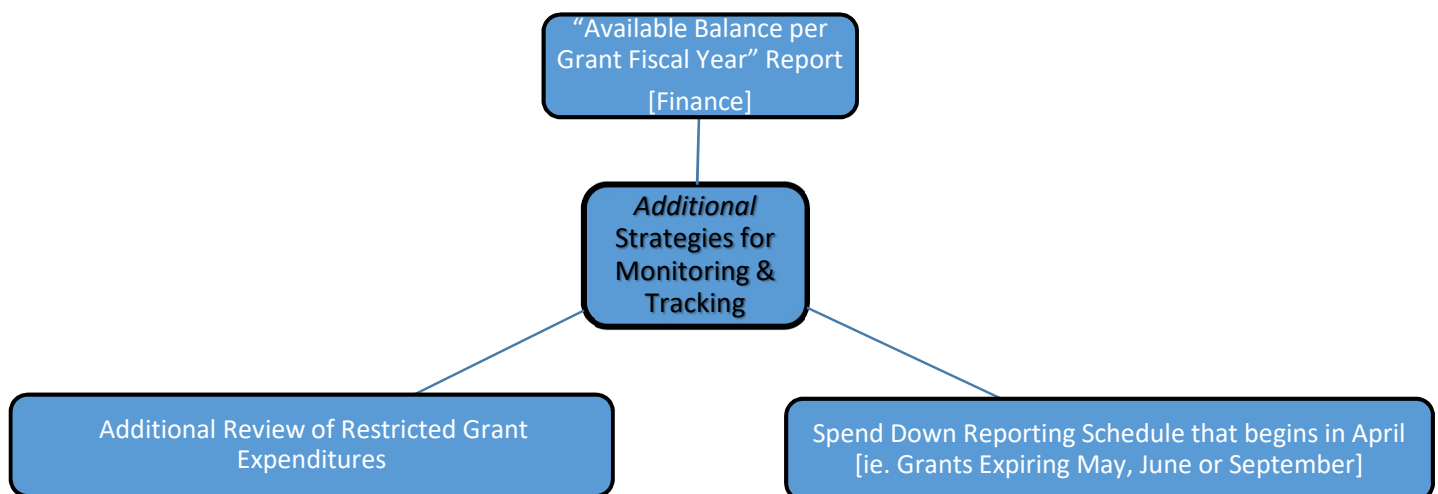 “Available Balance per
Grant Fiscal Year” Report
[Finance]
Additional
Strategies for
Monitoring &
Tracking
Additional Review of Restricted Grant
Expenditures
Spend Down Reporting Schedule that begins in April
[ie. Grants Expiring May, June or September]